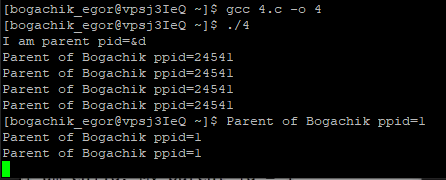 [bogachik_egor@vpsj3IeQ ~]$ gcc 4.c -o 4
[bogachik_egor@vpsj3IeQ ~]$ ./4
I am parent pid=&d
Parent of Bogachik ppid=24541
Parent of Bogachik ppid=24541
Parent of Bogachik ppid=24541
Parent of Bogachik ppid=24541
[bogachik_egor@vpsj3IeQ ~]$ Parent of Bogachik ppid=1
Parent of Bogachik ppid=1
Parent of Bogachik ppid=1